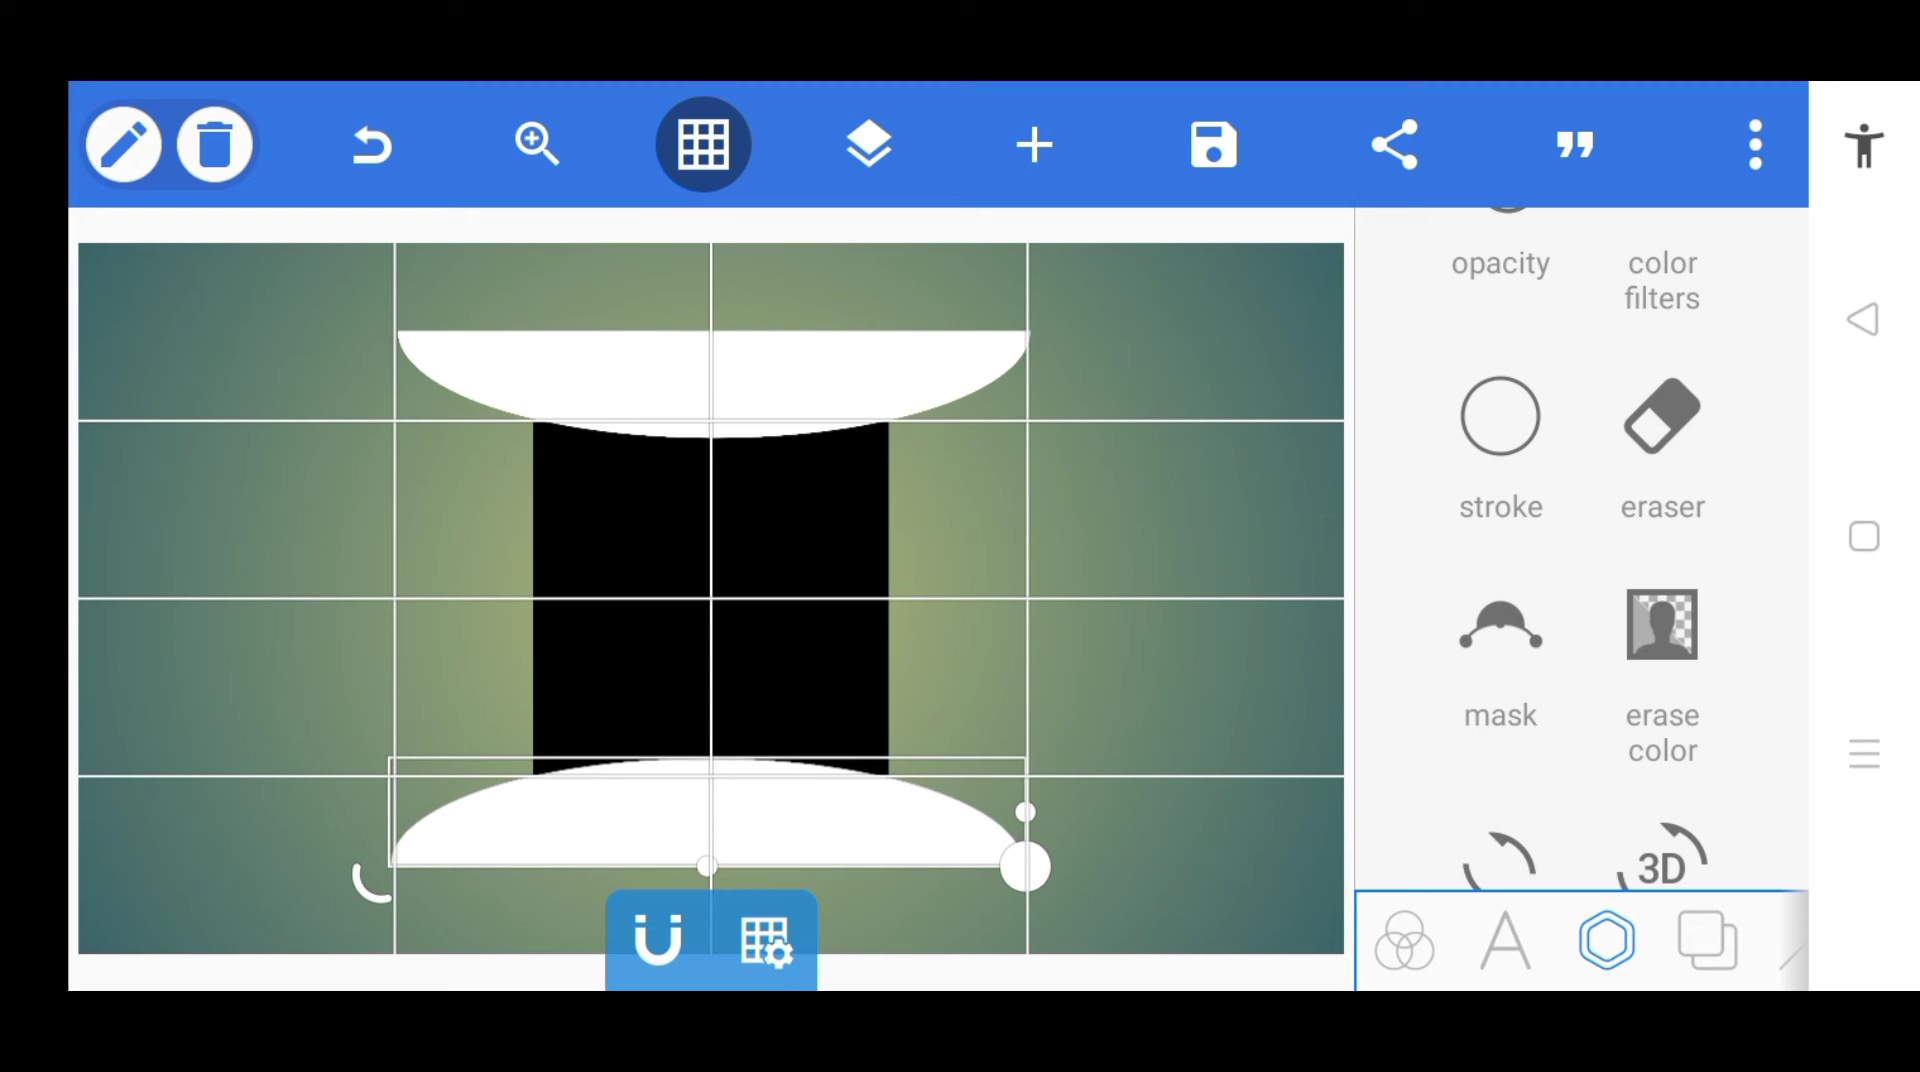 opacity
color
filters
stroke
eraser
mask
erase
color
3D